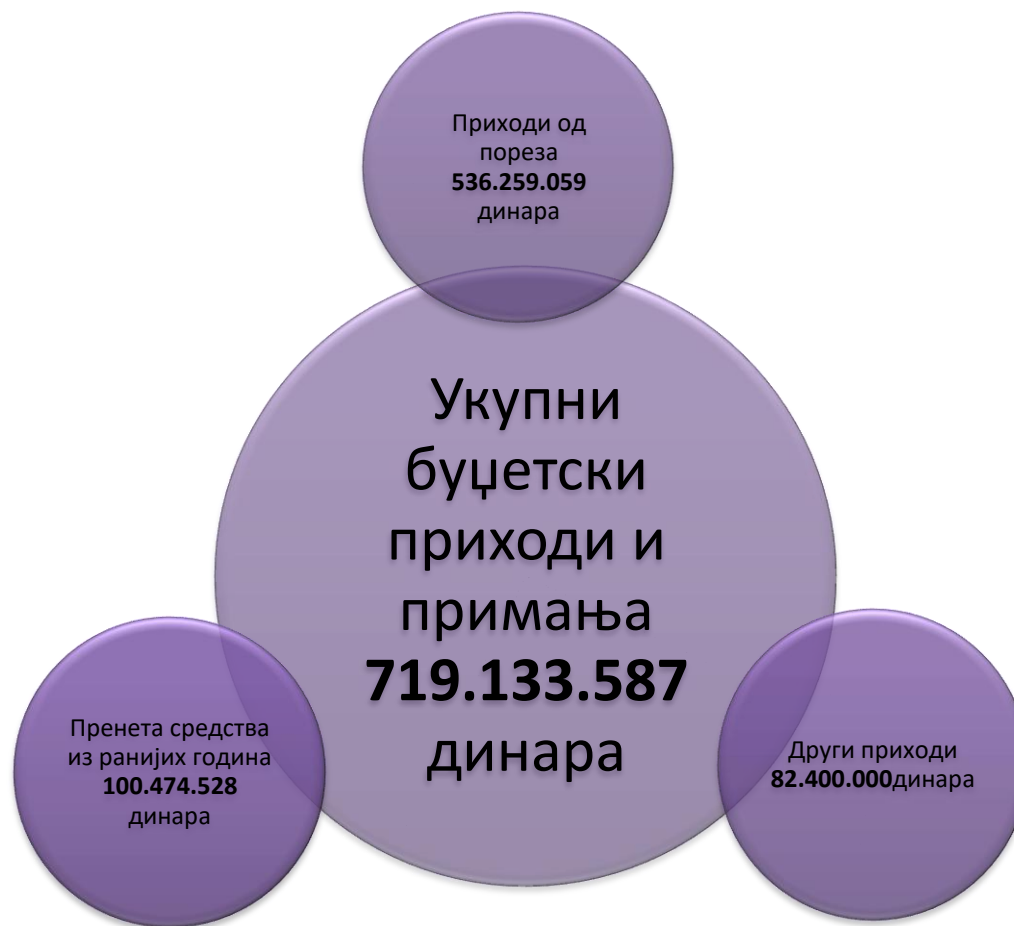 Приходи од
пореза
536.259.059
динара
Укупни
буџетски
приходи и
примања
719.133.587
динара
Пренета средства
из ранијих година
100.474.528
динара
Други приходи
82.400.000динара